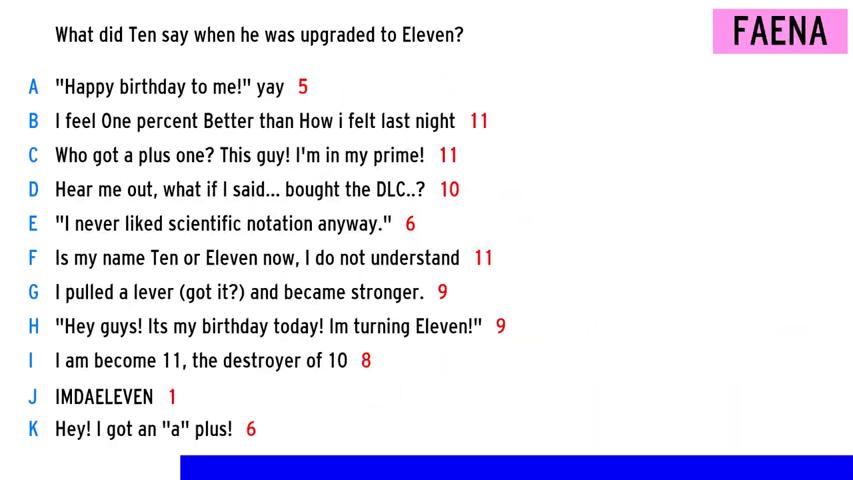 What did Ten say when he was upgraded to Eleven?
FAENA
A "Happy birthday to me!" yay 5
B I feel One percent Better than How i felt last night 11
C Who got a plus one? This guy! I'm in my prime! 11
D Hear me out, what if I said... bought the DLC..? 10
E "I never liked scientific notation anyway." 6
F Is my name Ten or Eleven now, I do not understand 11
G I pulled a lever (got it?) and became stronger. 9
H "Hey guys! Its my birthday today! Im turning Eleven!" 9
I I am become 11, the destroyer of 10 8
J IMDAELEVEN 1
K Hey! I got an "a" plus! 6